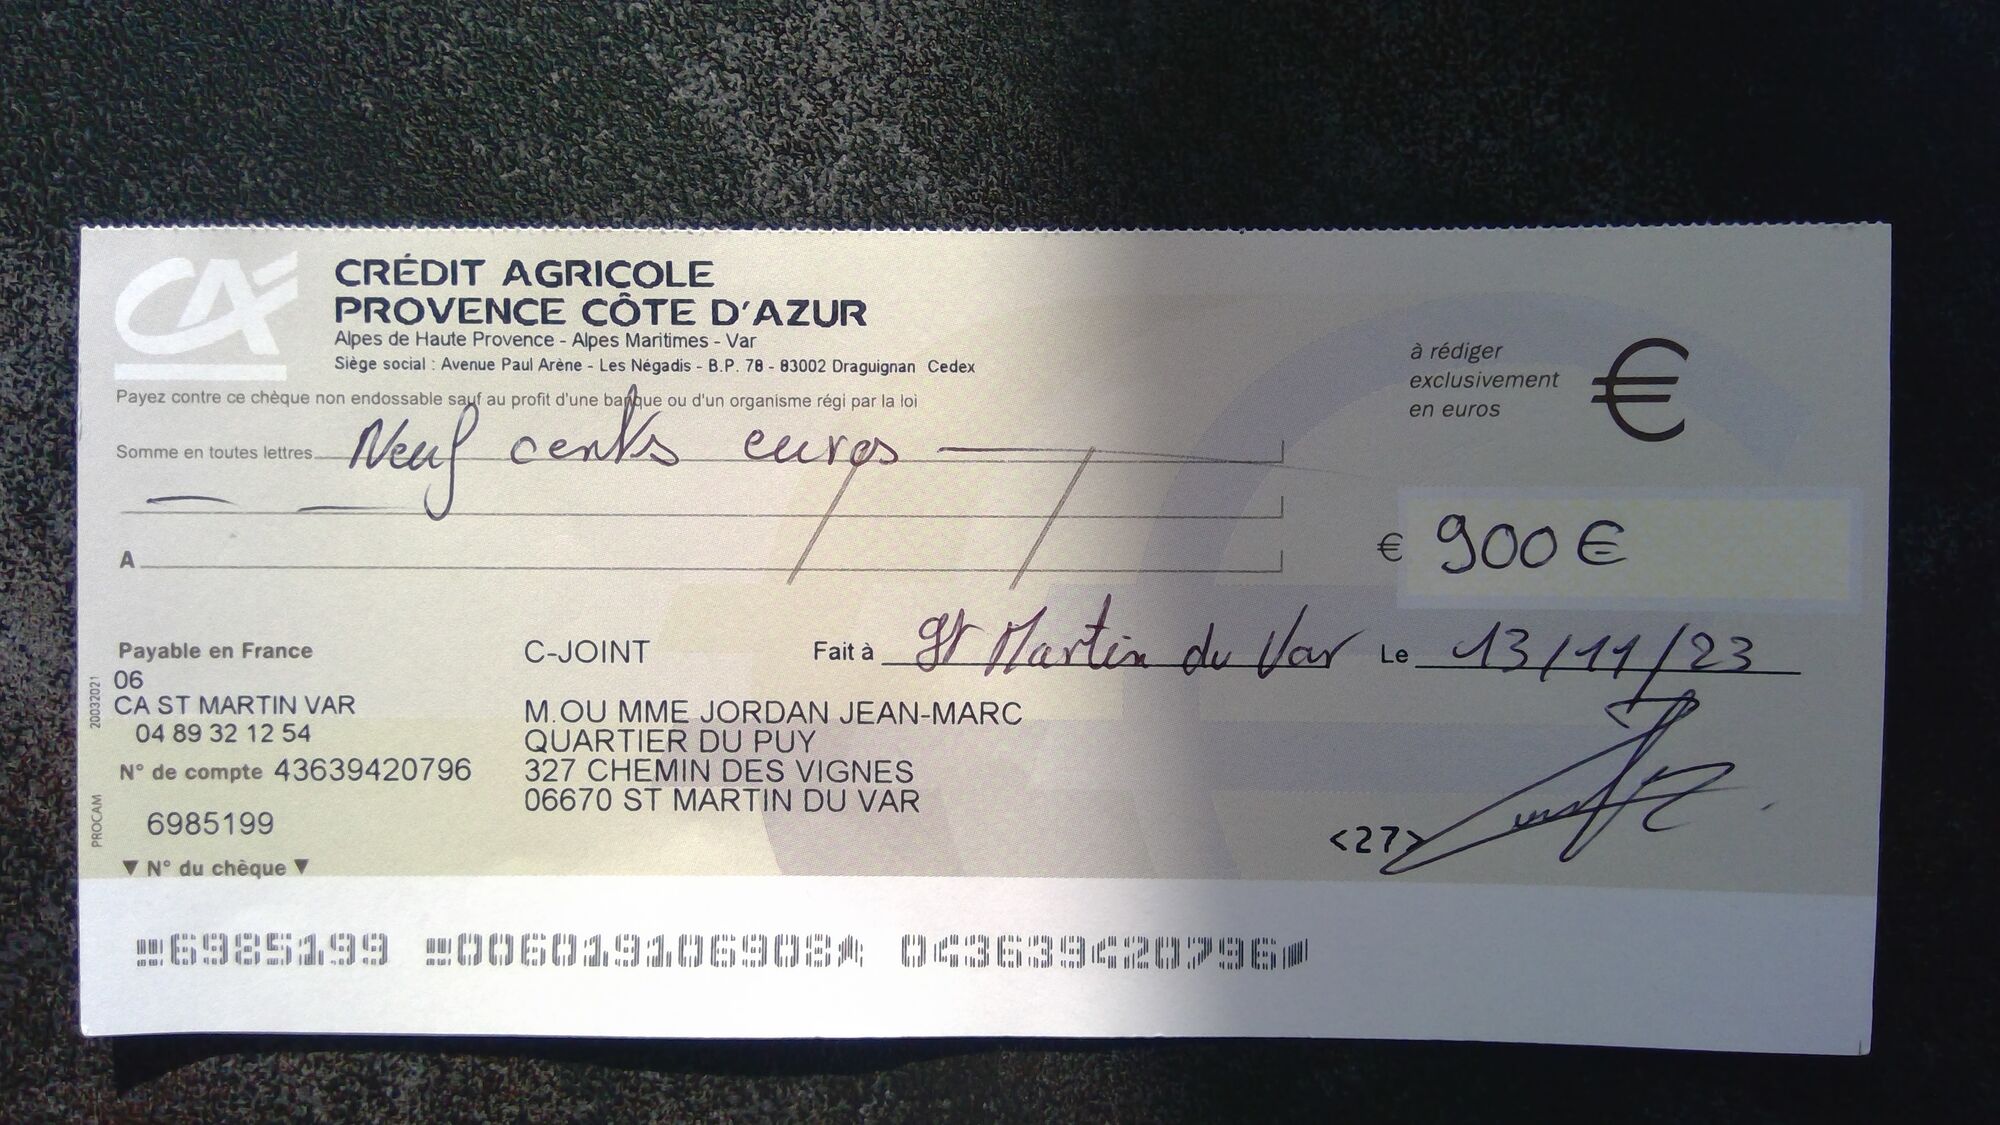 CA
CRÉDIT AGRICOLE
PROVENCE CÔTE D'AZUR
Alpes de Haute Provence - Alpes Maritimes - Var
Siège social : Avenue Paul Arène - Les Négadis - B.P. 78 - 83002 Draguignan Cedex
Payez contre ce chèque non endossable sauf au profit d'une banque ou d'un organisme régi par la loi
à rédiger
exclusivement
en euros
€
Somme en toutes lettres Neuf cents euros
€ 900 €
A
Fait à St Martin du Var Le 13/11/23
Payable en France
06
CA ST MARTIN VAR
04 89 32 12 54
N° de compte 43639420796
6985199
▼ N° du chèque ▼
20032021
PROCAM
C-JOINT
M.OU MME JORDAN JEAN-MARC
QUARTIER DU PUY
327 CHEMIN DES VIGNES
06670 ST MARTIN DU VAR
<27>
6985199 006019106908 043639420796